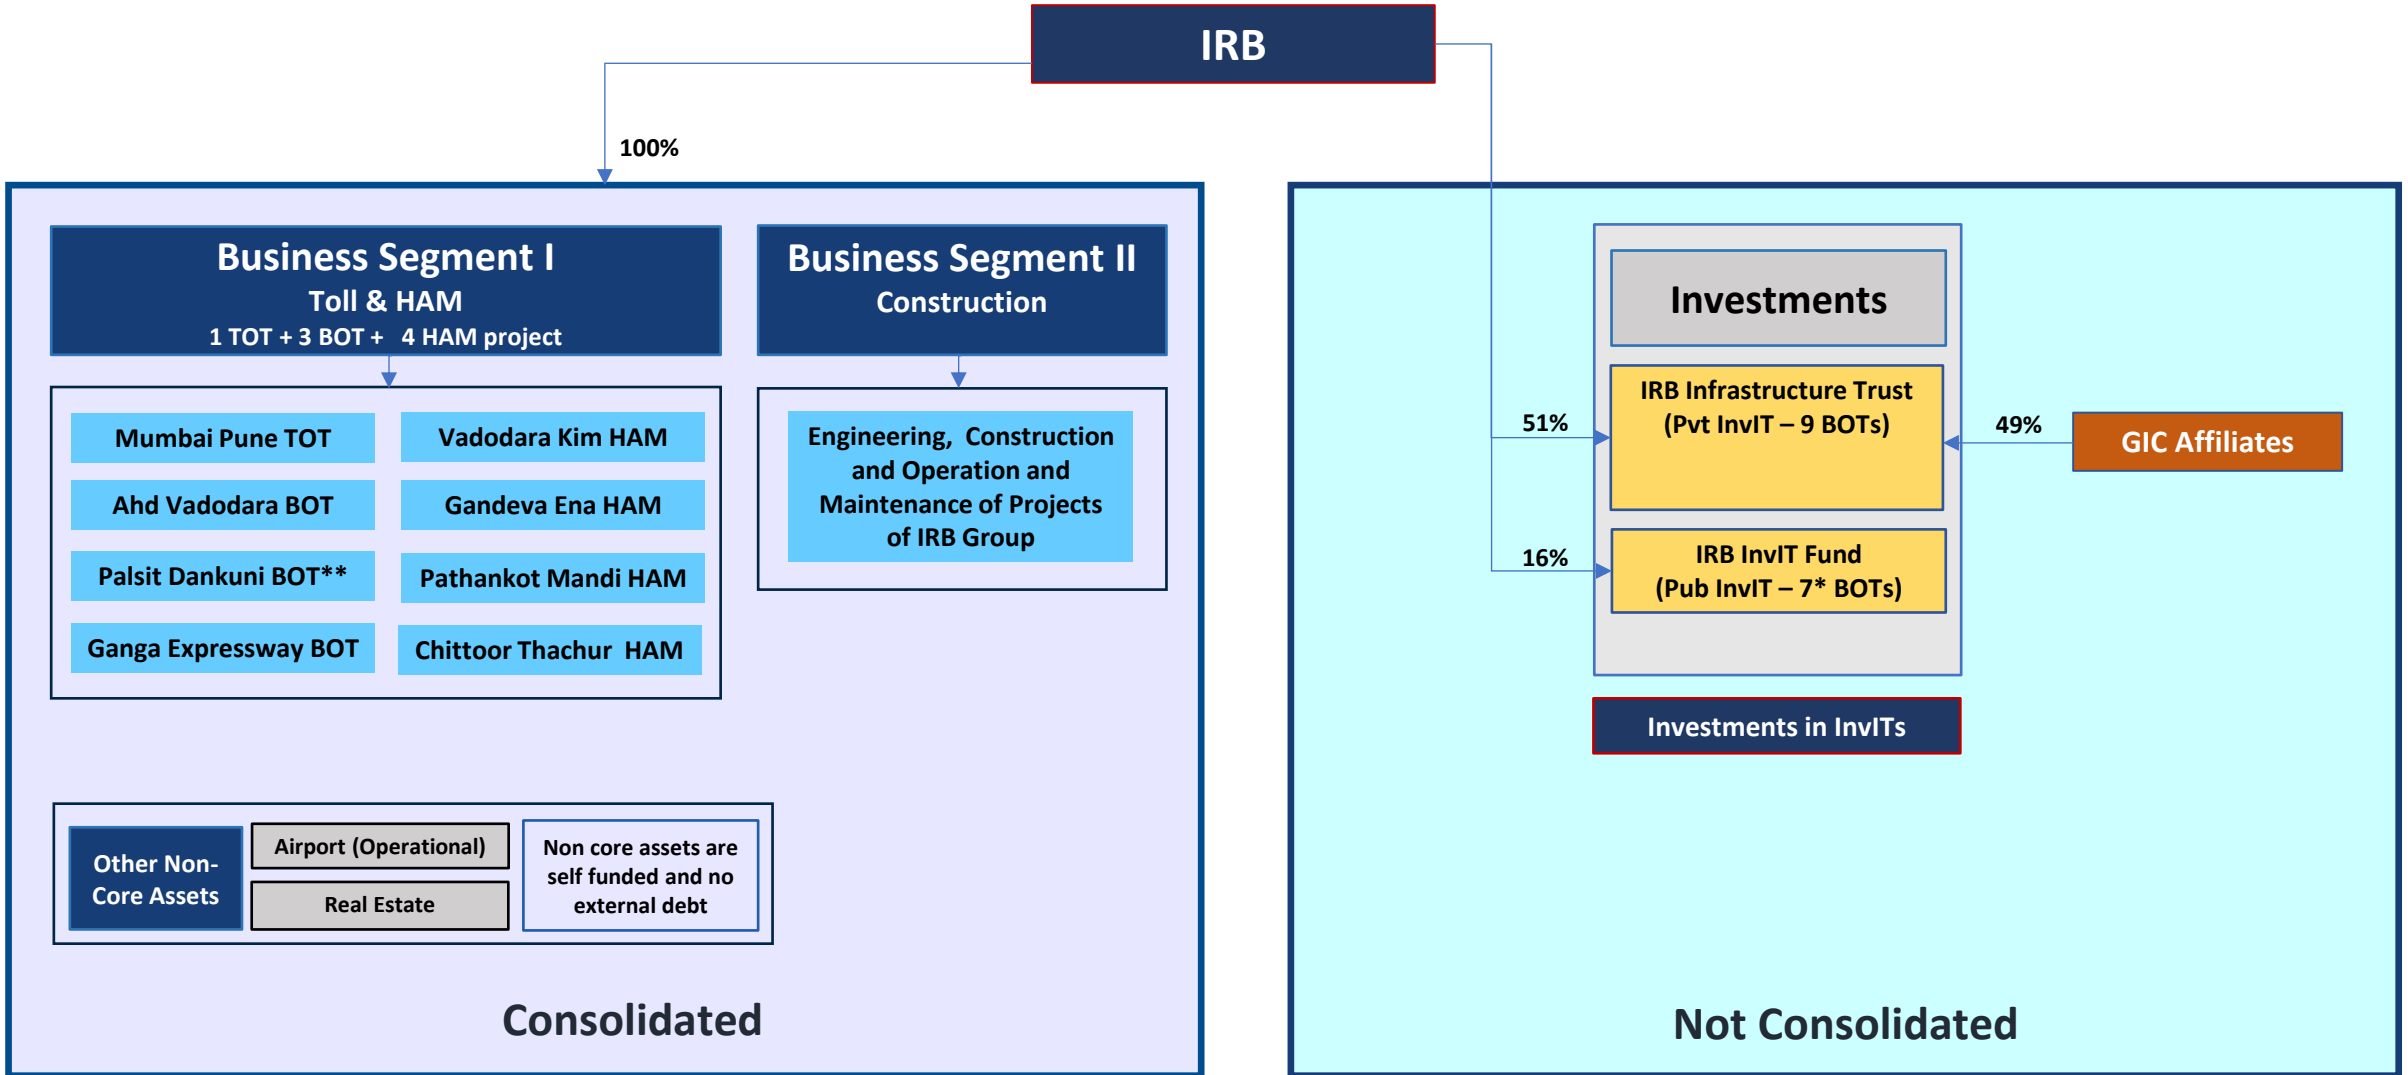 IRB
100%
Business Segment I
Toll & HAM
1 TOT + 3 BOT + 4 HAM project
Mumbai Pune TOT
Vadodara Kim HAM
Ahd Vadodara BOT
Gandeva Ena HAM
Palsit Dankuni BOT**
Pathankot Mandi HAM
Ganga Expressway BOT
Chittoor Thachur HAM
Business Segment II
Construction
Engineering, Construction
and Operation and
Maintenance of Projects
of IRB Group
Other Non-
Core Assets
Airport (Operational)
Real Estate
Non core assets are
self funded and no
external debt
Consolidated
Investments
51%
IRB Infrastructure Trust
(Pvt InvIT – 9 BOTs)
49%
GIC Affiliates
16%
IRB InvIT Fund
(Pub InvIT – 7* BOTs)
Investments in InvITs
Not Consolidated